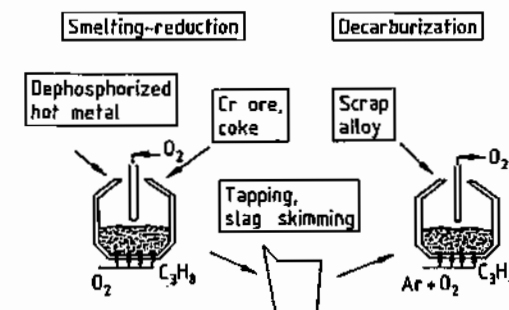 Smelting-reduction
Decarburization
Dephosphorized
hot metal
Cr ore,
coke
Scrap
alloy
O₂
O₂
Tapping,
slag skimming
O₂
C₃H₈
Ar + O₂
C₃H